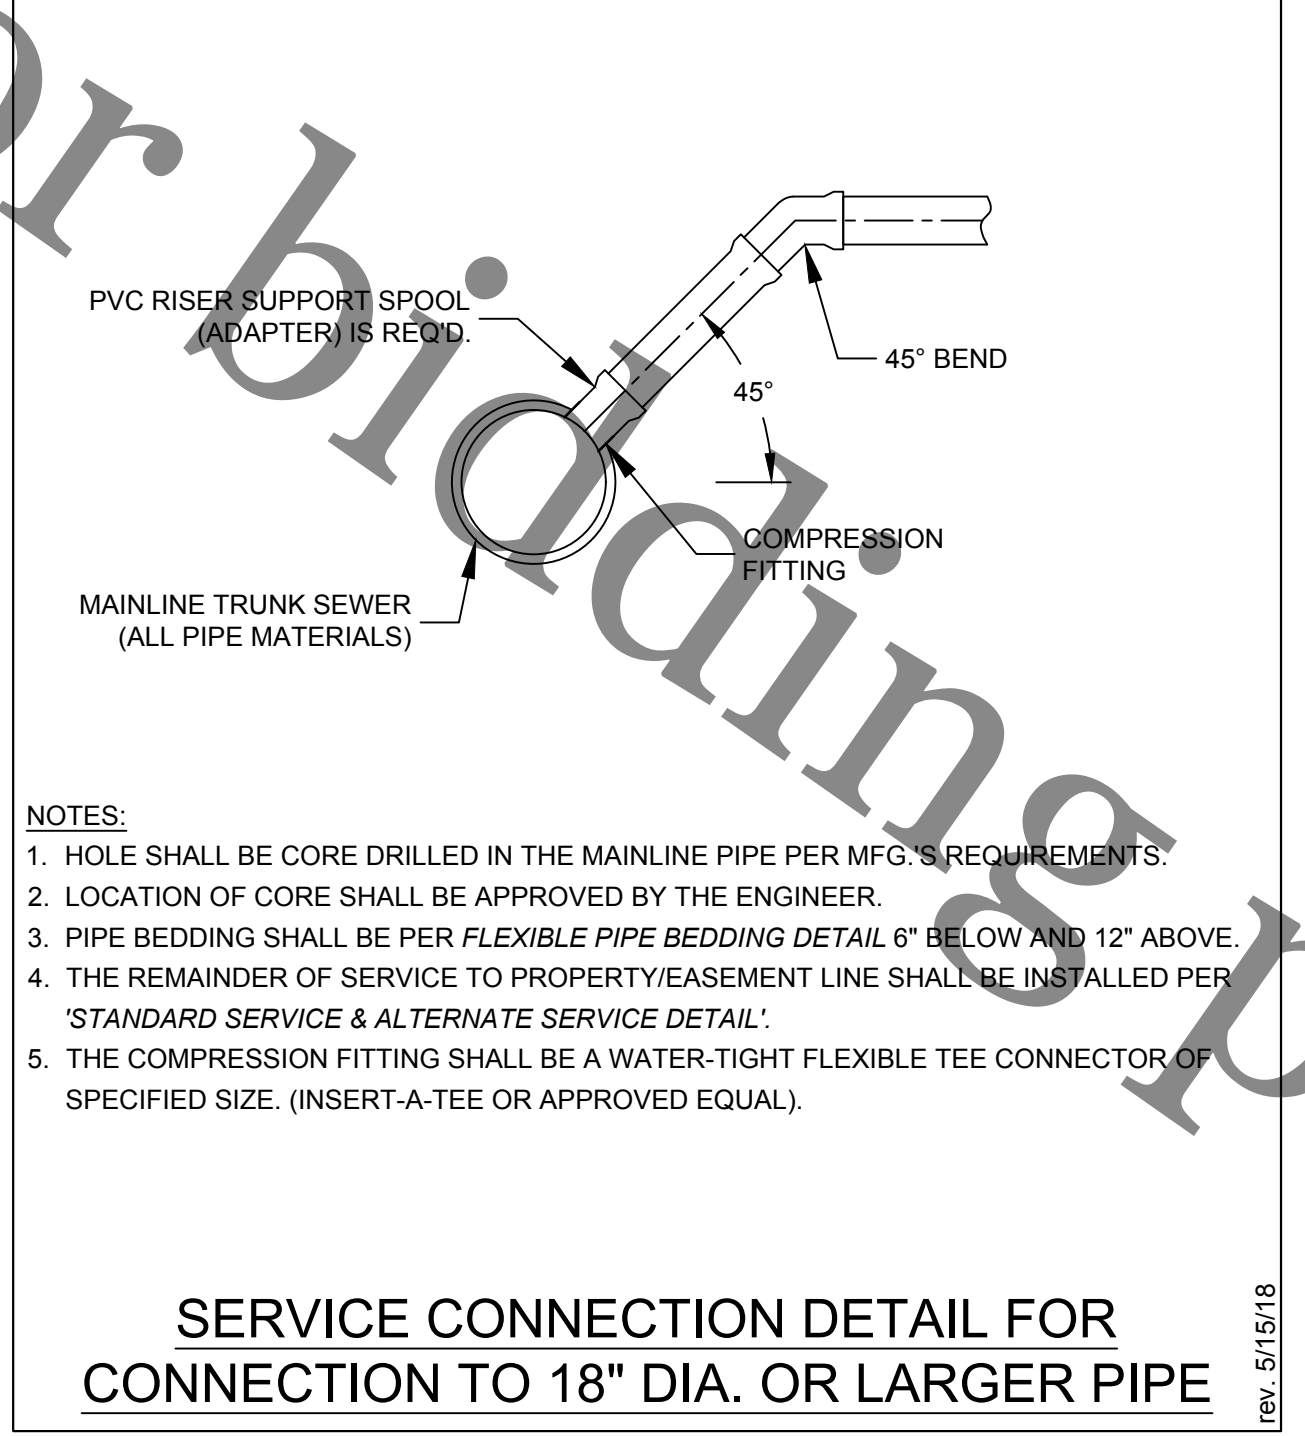 or bidding p
PVC RISER SUPPORT SPOOL
(ADAPTER) IS REQ'D.
45° BEND
45°
COMPRESSION
FITTING
MAINLINE TRUNK SEWER
(ALL PIPE MATERIALS)
NOTES:
1. HOLE SHALL BE CORE DRILLED IN THE MAINLINE PIPE PER MFG.'S REQUIREMENTS.
2. LOCATION OF CORE SHALL BE APPROVED BY THE ENGINEER.
3. PIPE BEDDING SHALL BE PER FLEXIBLE PIPE BEDDING DETAIL 6" BELOW AND 12" ABOVE.
4. THE REMAINDER OF SERVICE TO PROPERTY/EASEMENT LINE SHALL BE INSTALLED PER
'STANDARD SERVICE & ALTERNATE SERVICE DETAIL'.
5. THE COMPRESSION FITTING SHALL BE A WATER-TIGHT FLEXIBLE TEE CONNECTOR OF
SPECIFIED SIZE. (INSERT-A-TEE OR APPROVED EQUAL).
SERVICE CONNECTION DETAIL FOR
CONNECTION TO 18" DIA. OR LARGER PIPE
rev. 5/15/18